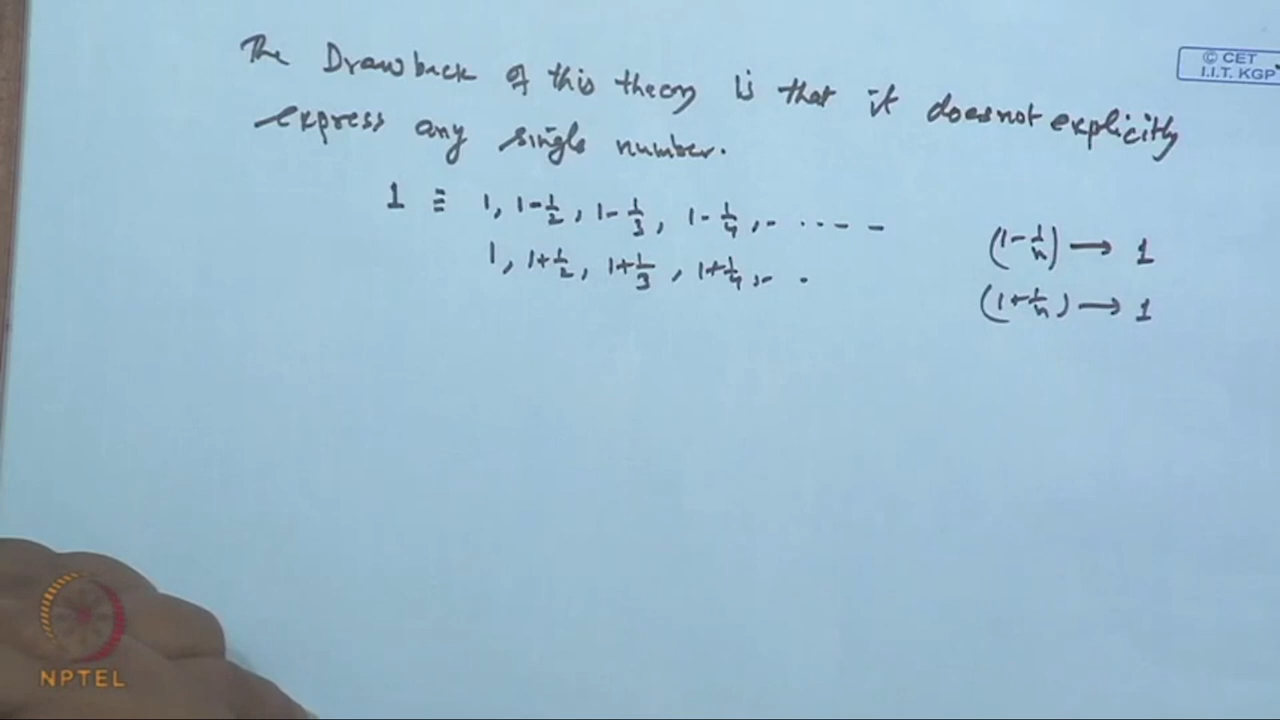 The Drawback of this theory is that it doesnot explicitly
express any single number.
1 ≡ 1, 1-1/2, 1-1/3, 1-1/4, - ... - -
1, 1+1/2, 1+1/3, 1+1/4, - .
(1-1/n) → 1
(1+1/n) → 1
© CET
I.I.T. KGP
NPTEL